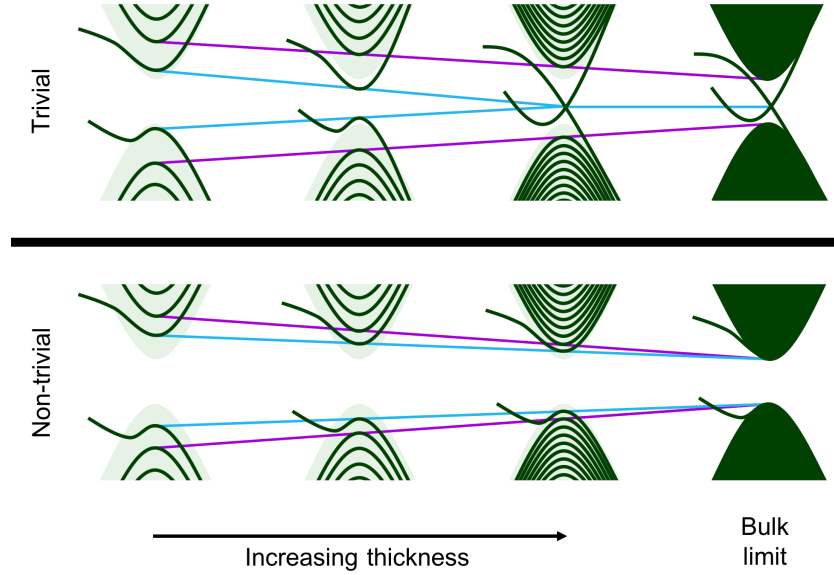 Trivial
Non-trivial
Increasing thickness
Bulk
limit